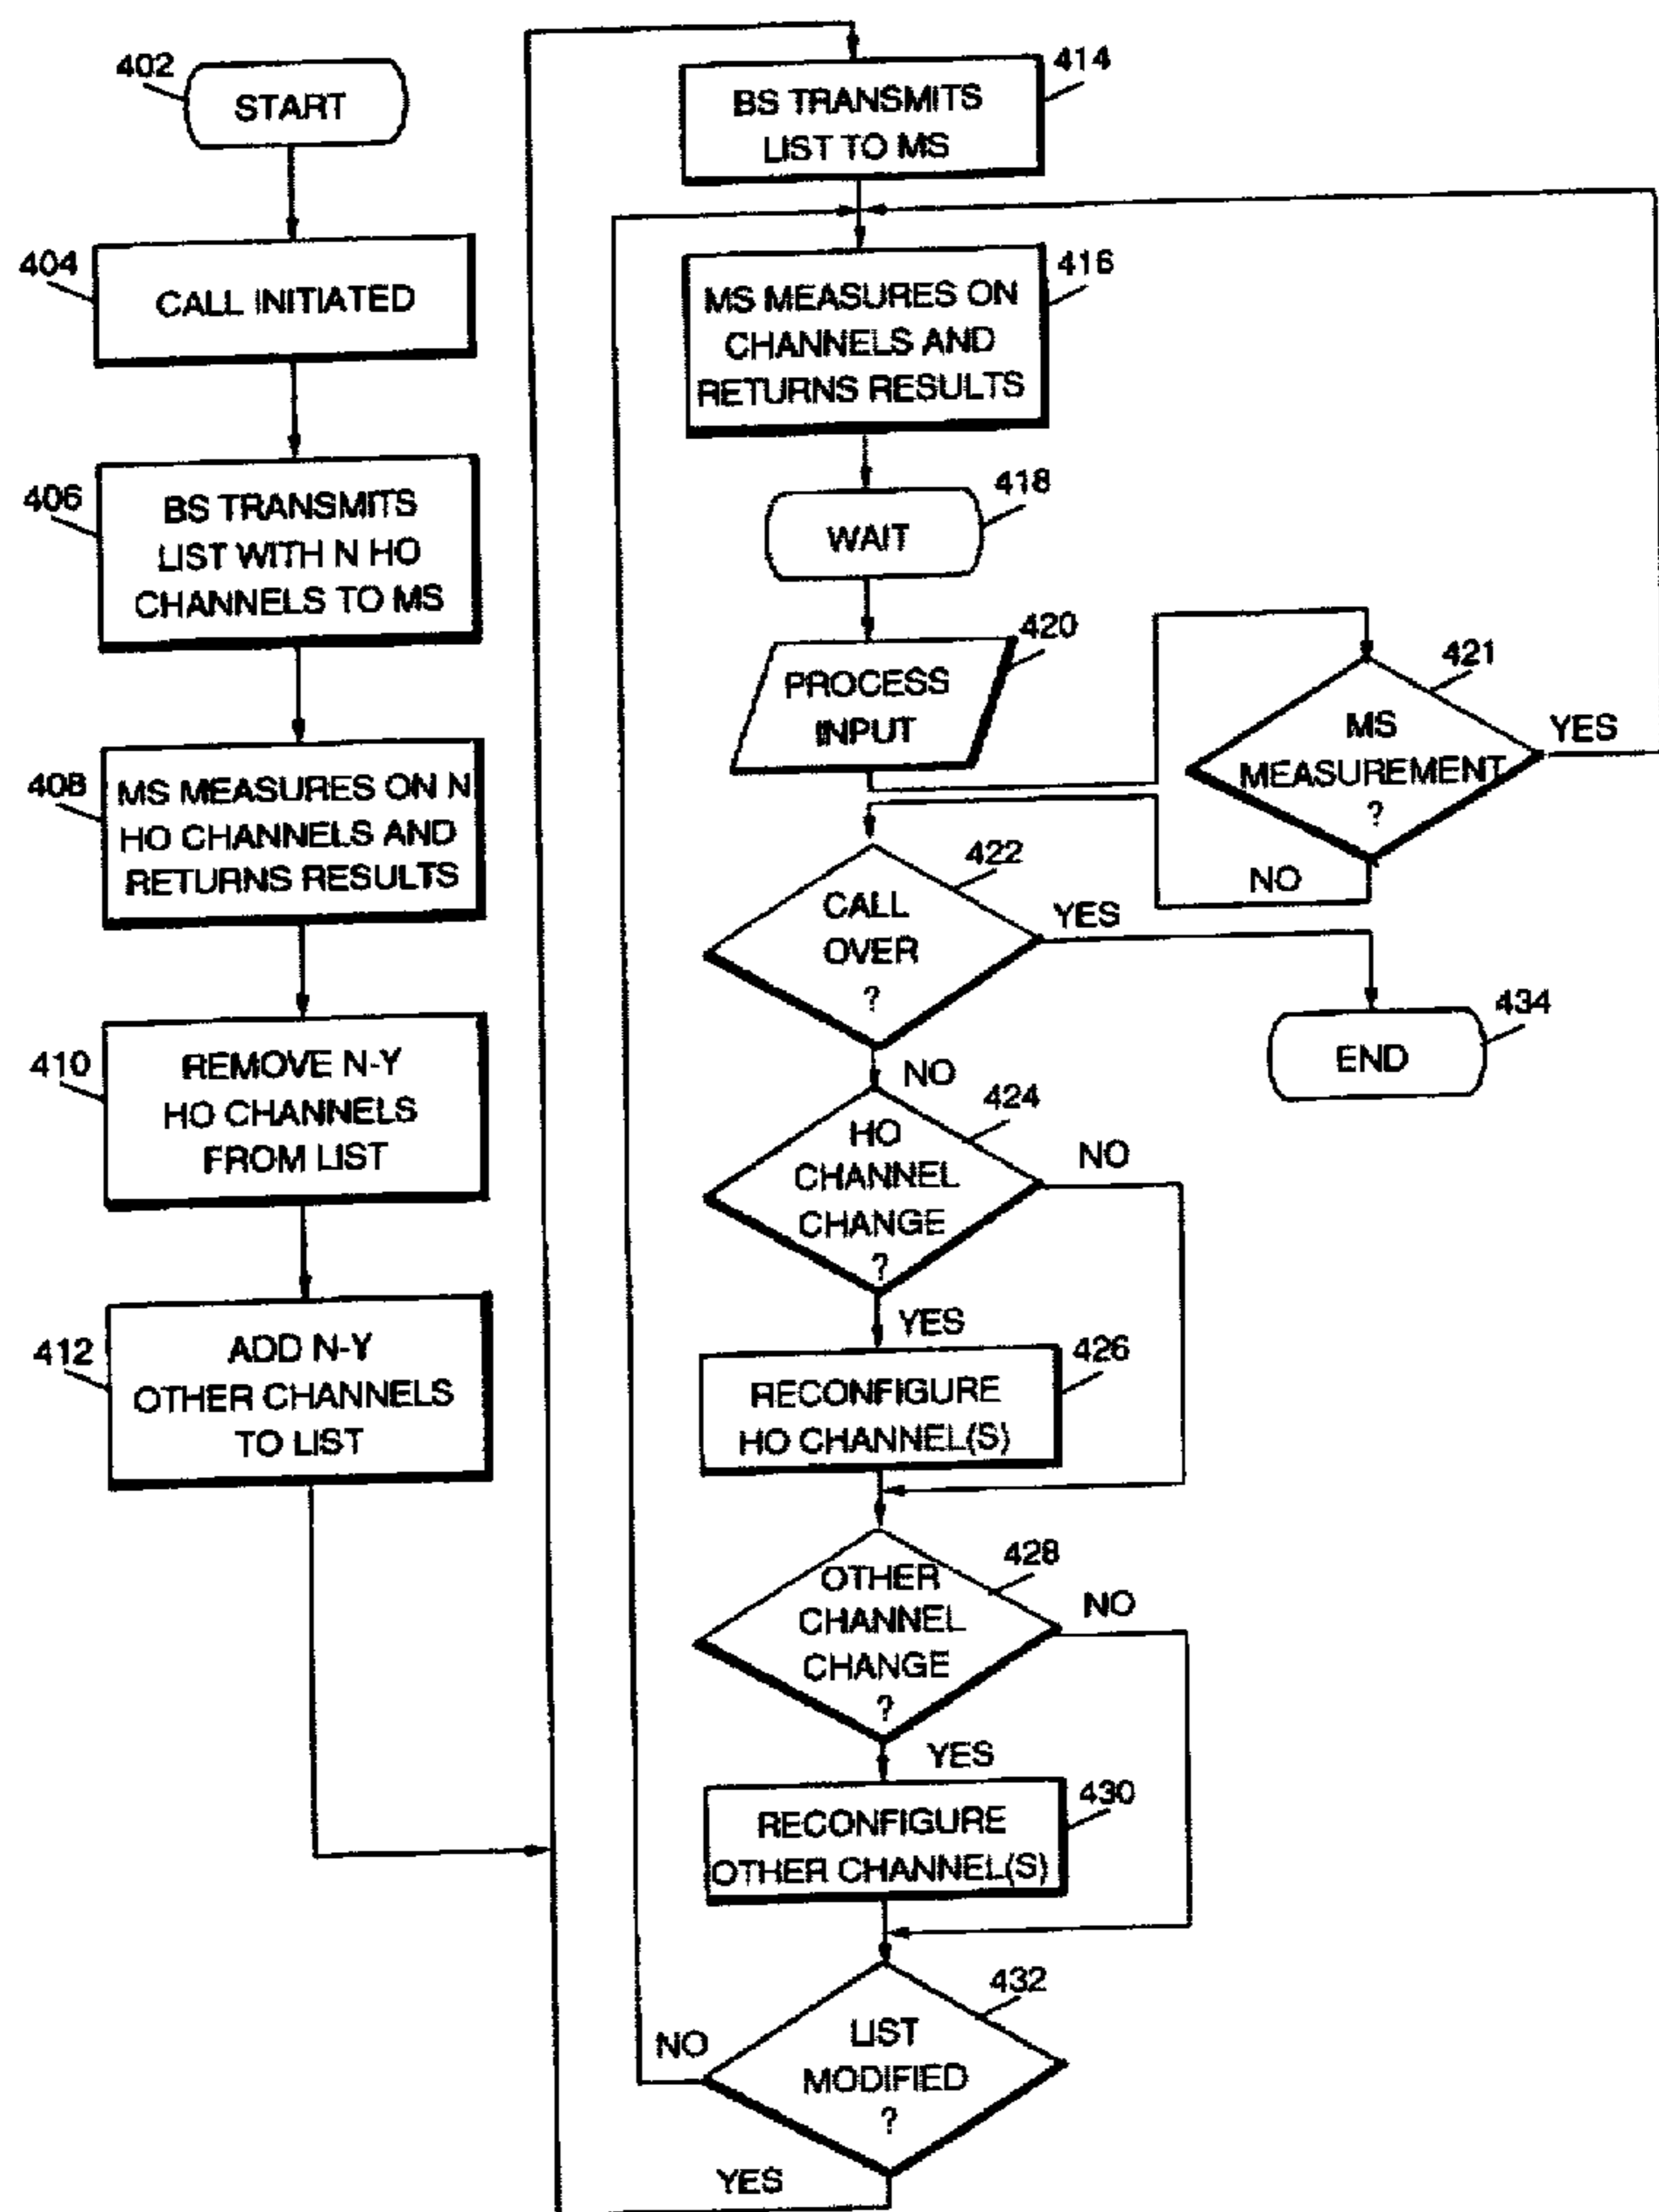 402
START
404
CALL INITIATED
406
BS TRANSMITS
LIST WITH N HO
CHANNELS TO MS
408
MS MEASURES ON N
HO CHANNELS AND
RETURNS RESULTS
410
REMOVE N-Y
HO CHANNELS
FROM LIST
412
ADD N-Y
OTHER CHANNELS
TO LIST
414
BS TRANSMITS
LIST TO MS
416
MS MEASURES ON
CHANNELS AND
RETURNS RESULTS
418
WAIT
420
PROCESS
INPUT
421
MS
MEASUREMENT
?
YES
NO
422
CALL
OVER
?
YES
NO
434
END
424
HO
CHANNEL
CHANGE
?
NO
YES
426
RECONFIGURE
HO CHANNEL(S)
428
OTHER
CHANNEL
CHANGE
?
NO
YES
430
RECONFIGURE
OTHER CHANNEL(S)
432
LIST
MODIFIED
?
NO
YES